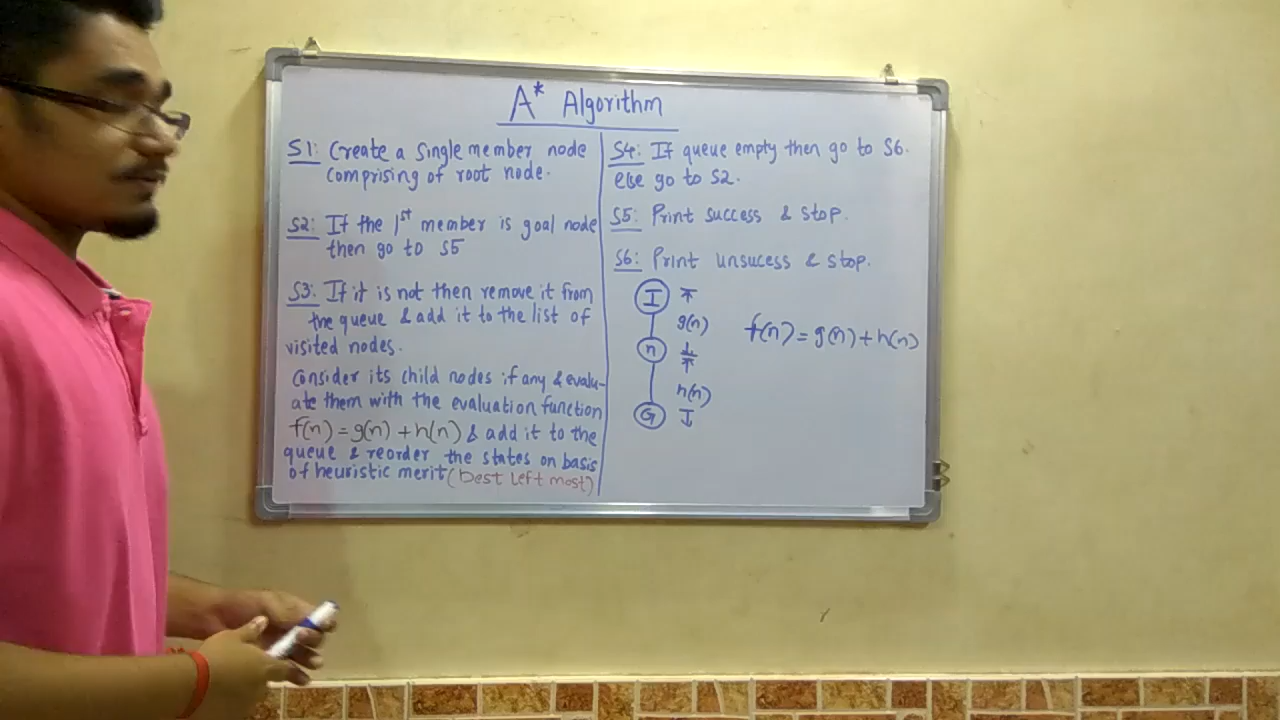 A* Algorithm
S1: Create a single member node
comprising of root node.
S2: If the 1st member is goal node
then go to S5
S3: If it is not then remove it from
the queue & add it to the list of
visited nodes.
Consider its child nodes if any & evalu-
ate them with the evaluation function
f(n) = g(n) + h(n) & add it to the
queue & reorder the states on basis
of heuristic merit (best left most)
S4: If queue empty then go to S6.
else go to S2.
S5: Print success & stop.
S6: Print unsucess & stop.
I
g(n)
f(n) = g(n) + h(n)
n
h(n)
G